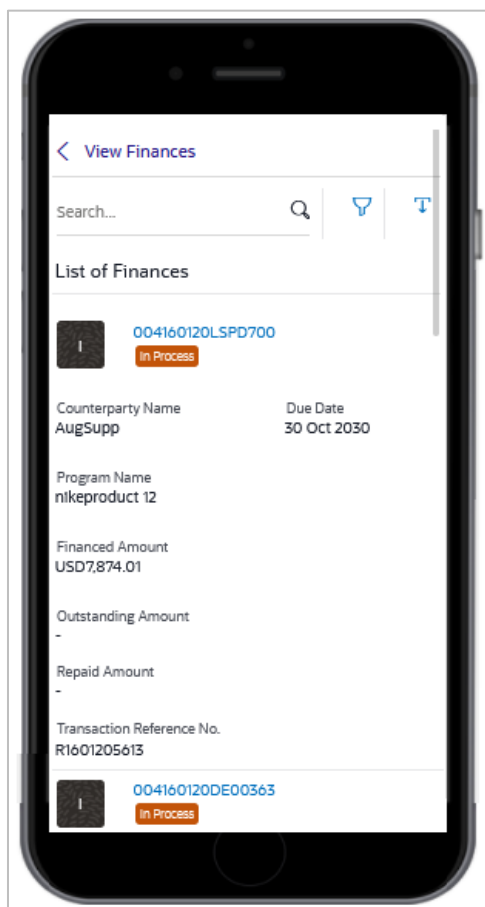 View Finances
Search...
List of Finances
I
004160120LSPD700
In Process
Counterparty Name
Due Date
AugSupp
30 Oct 2030
Program Name
nikeproduct 12
Financed Amount
USD7,874.01
Outstanding Amount
-
Repaid Amount
-
Transaction Reference No.
R1601205613
I
004160120DE00363
In Process